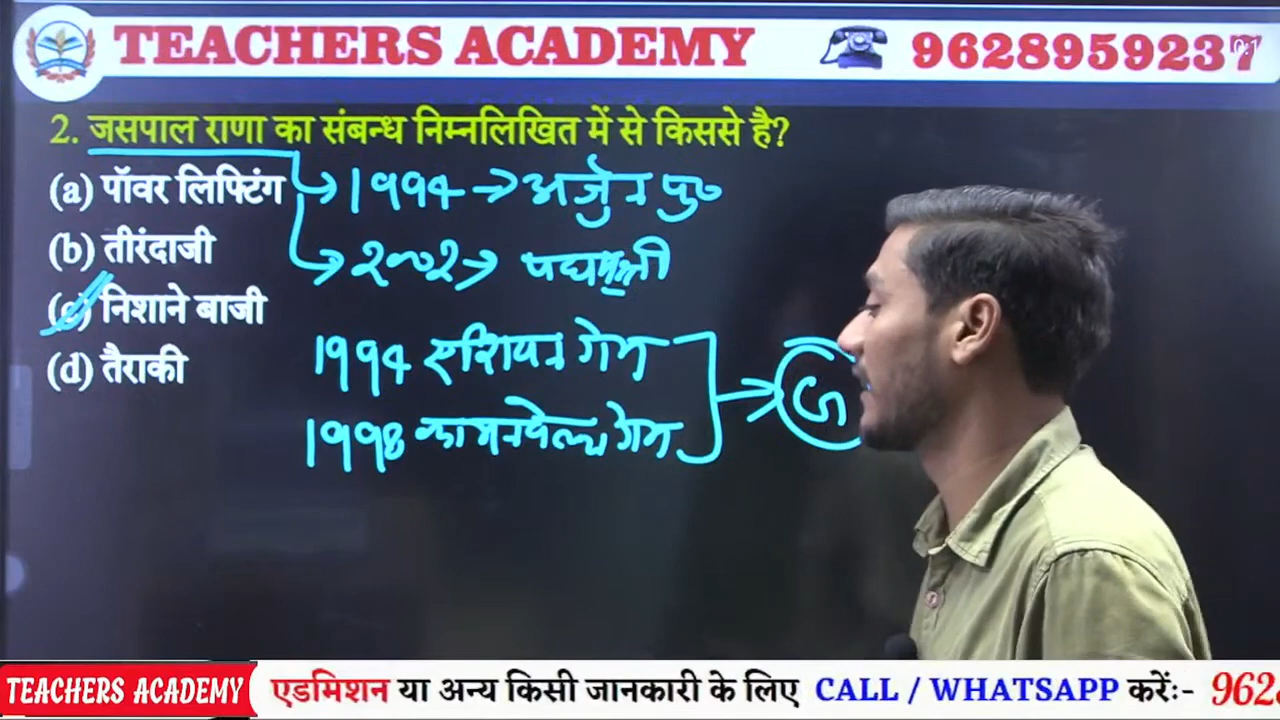 TEACHERS ACADEMY
9628959237
2. जसपाल राणा का संबन्ध निम्नलिखित में से किससे है?
(a) पॉवर लिफ्टिंग
1994 → अर्जुन पु०
(b) तीरंदाजी
2002 → पद्मश्री
(c) निशाने बाजी
(d) तैराकी
1994 एशियन गेम
1998 कामनवेल्थ गेम
TEACHERS ACADEMY
एडमिशन या अन्य किसी जानकारी के लिए CALL / WHATSAPP करेंः- 962